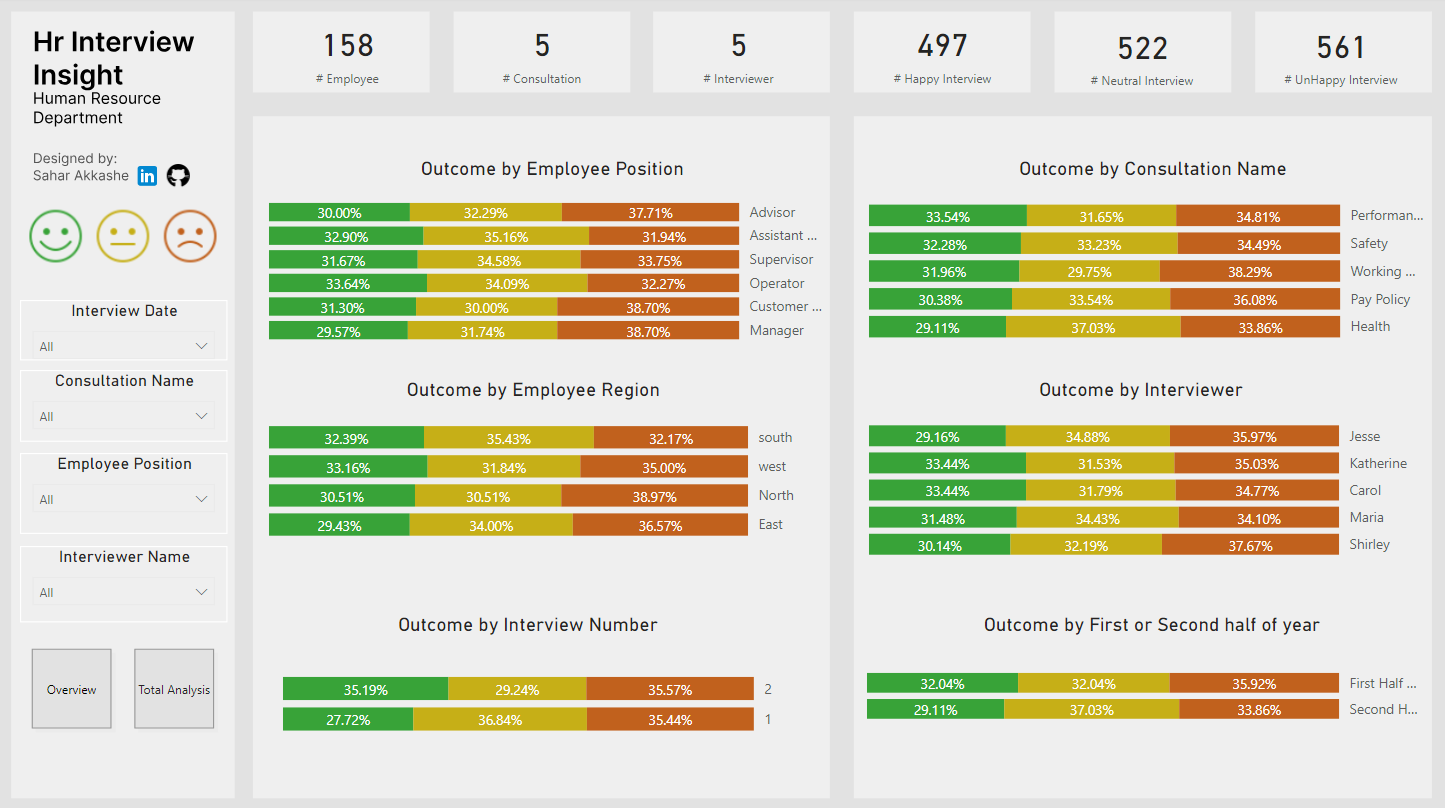 Hr Interview
Insight
Human Resource
Department
Designed by:
Sahar Akkashe
in
Interview Date
All
Consultation Name
All
Employee Position
All
Interviewer Name
All
Overview
Total Analysis
158
# Employee
5
# Consultation
5
# Interviewer
497
# Happy Interview
522
# Neutral Interview
561
# UnHappy Interview
Outcome by Employee Position
30.00% 32.29% 37.71% Advisor
32.90% 35.16% 31.94% Assistant ...
31.67% 34.58% 33.75% Supervisor
33.64% 34.09% 32.27% Operator
31.30% 30.00% 38.70% Customer ...
29.57% 31.74% 38.70% Manager
Outcome by Employee Region
32.39% 35.43% 32.17% south
33.16% 31.84% 35.00% west
30.51% 30.51% 38.97% North
29.43% 34.00% 36.57% East
Outcome by Interview Number
35.19% 29.24% 35.57% 2
27.72% 36.84% 35.44% 1
Outcome by Consultation Name
33.54% 31.65% 34.81% Performan...
32.28% 33.23% 34.49% Safety
31.96% 29.75% 38.29% Working ...
30.38% 33.54% 36.08% Pay Policy
29.11% 37.03% 33.86% Health
Outcome by Interviewer
29.16% 34.88% 35.97% Jesse
33.44% 31.53% 35.03% Katherine
33.44% 31.79% 34.77% Carol
31.48% 34.43% 34.10% Maria
30.14% 32.19% 37.67% Shirley
Outcome by First or Second half of year
32.04% 32.04% 35.92% First Half ...
29.11% 37.03% 33.86% Second H...